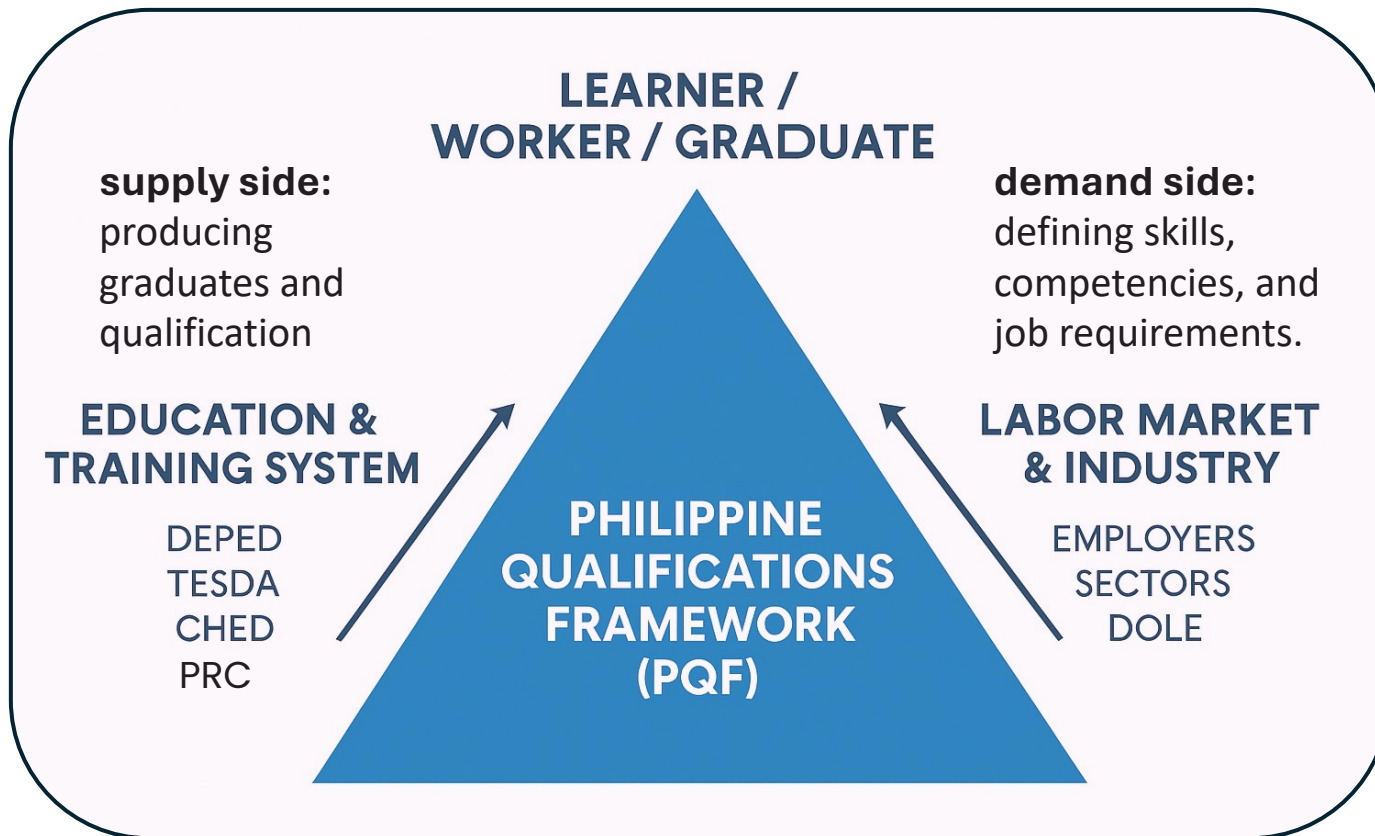 LEARNER /
WORKER / GRADUATE
supply side:
producing
graduates and
qualification
demand side:
defining skills,
competencies, and
job requirements.
EDUCATION &
TRAINING SYSTEM
DEPED
TESDA
CHED
PRC
PHILIPPINE
QUALIFICATIONS
FRAMEWORK
(PQF)
LABOR MARKET
& INDUSTRY
EMPLOYERS
SECTORS
DOLE